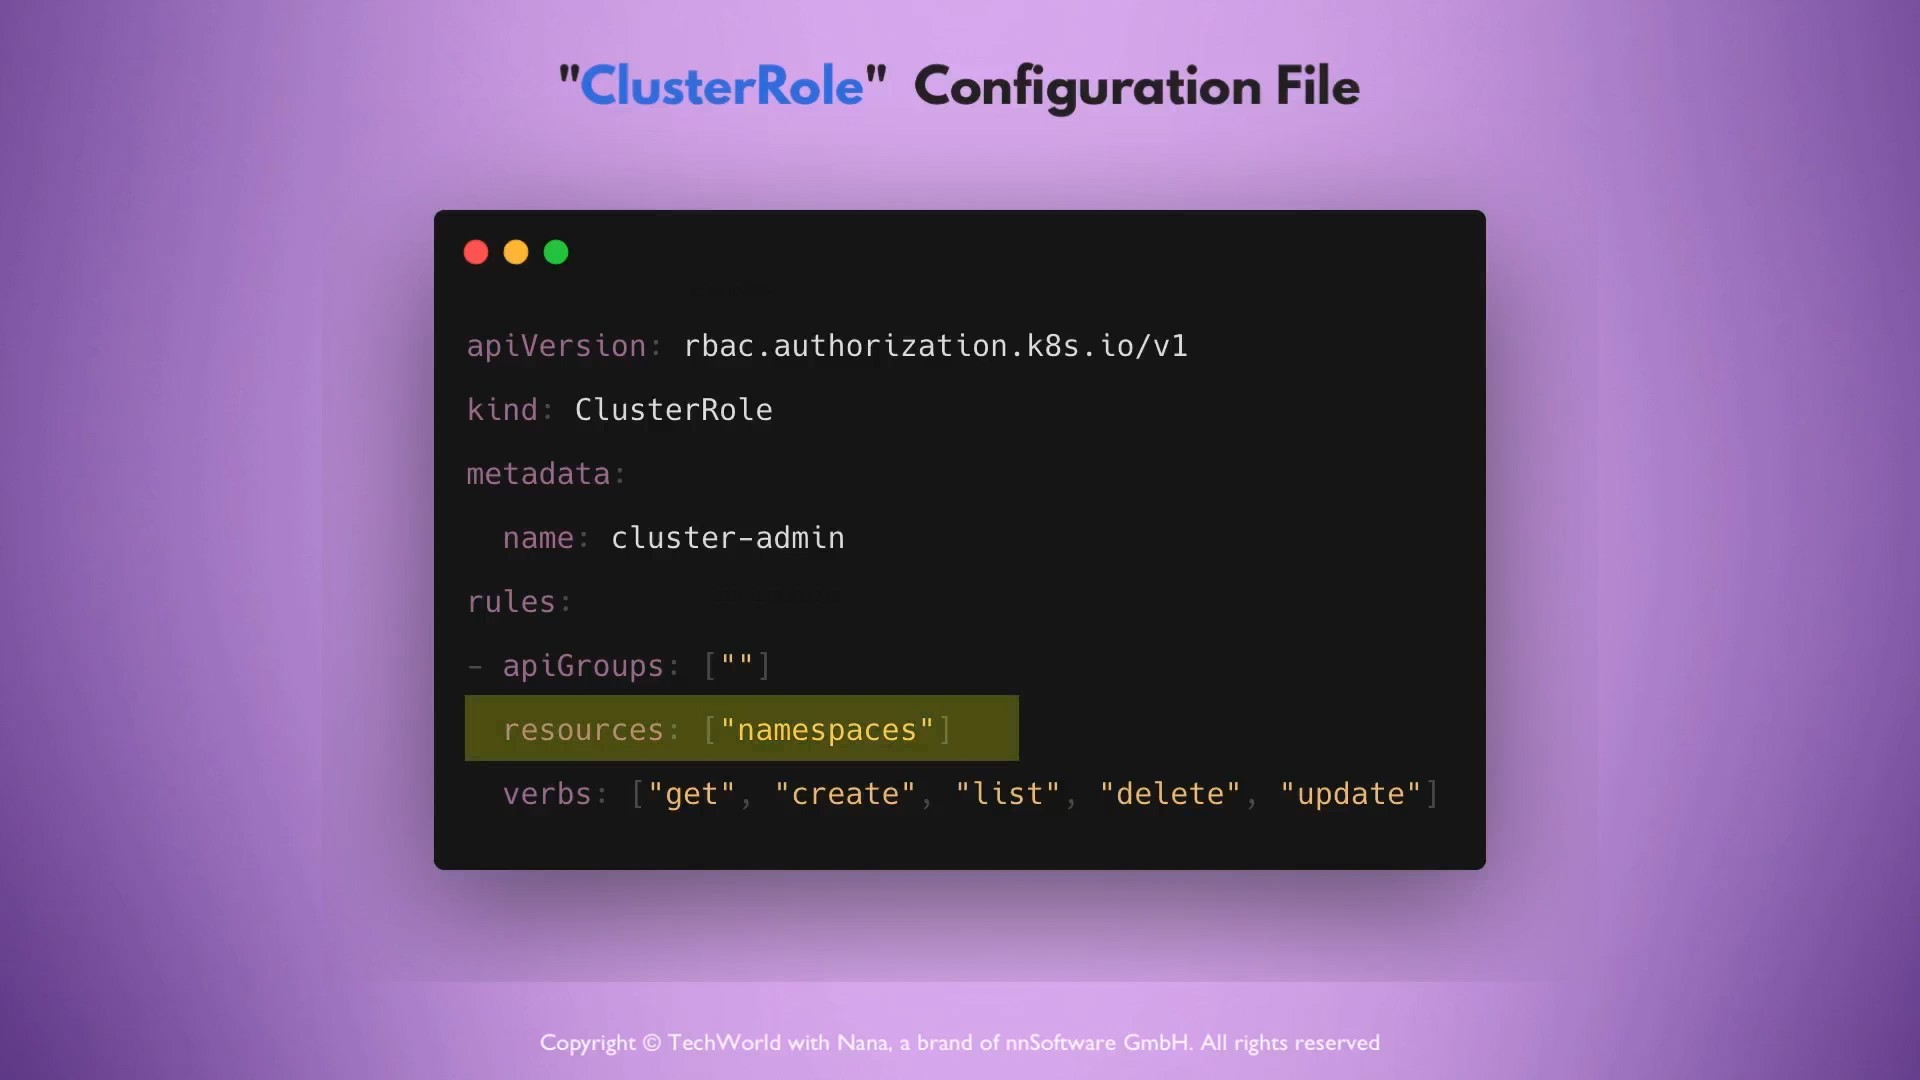 "ClusterRole" Configuration File
apiVersion: rbac.authorization.k8s.io/v1
kind: ClusterRole
metadata:
  name: cluster-admin
rules:
- apiGroups: [""]
  resources: ["namespaces"]
  verbs: ["get", "create", "list", "delete", "update"]
Copyright © TechWorld with Nana, a brand of nnSoftware GmbH. All rights reserved